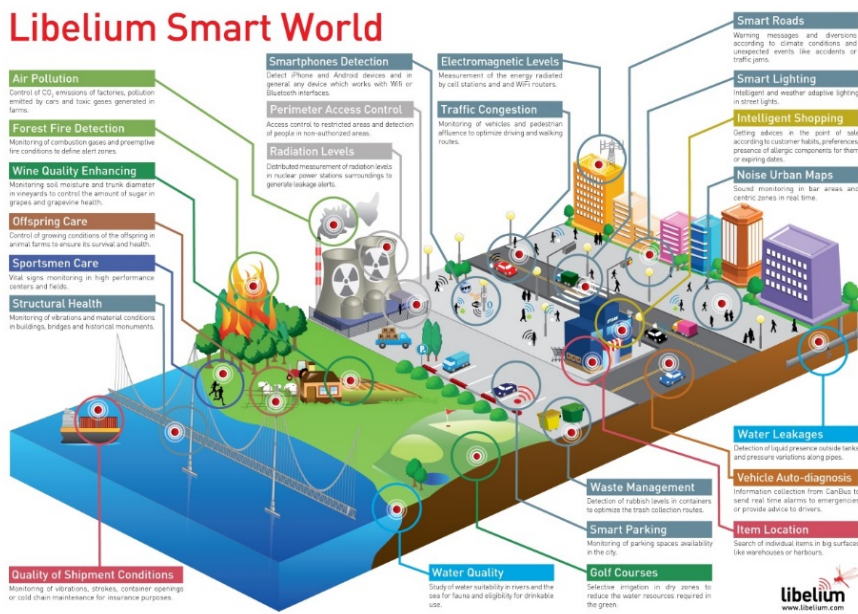 Libelium Smart World
Air Pollution
Control of CO₂ emissions of factories, pollution
emitted by cars and toxic gases generated in
farms.
Forest Fire Detection
Monitoring of combustion gases and preemptive
fire conditions to define alert zones.
Wine Quality Enhancing
Monitoring soil moisture and trunk diameter
in vineyards to control the amount of sugar in
grapes and grapevine health.
Offspring Care
Control of growing conditions of the offspring in
animal farms to ensure its survival and health.
Sportsmen Care
Vital signs monitoring in high performance
centers and fields.
Structural Health
Monitoring of vibrations and material conditions
in buildings, bridges and historical monuments.
Quality of Shipment Conditions
Monitoring of vibrations, strokes, container openings
or cold chain maintenance for insurance purposes.
Smartphones Detection
Detect iPhone and Android devices and in
general any device which works with Wifi or
Bluetooth interfaces.
Perimeter Access Control
Access control to restricted areas and detection
of people in non-authorized areas.
Radiation Levels
Distributed measurement of radiation levels
in nuclear power stations surroundings to
generate leakage alerts.
Electromagnetic Levels
Measurement of the energy radiated
by cell stations and and WiFi routers.
Traffic Congestion
Monitoring of vehicles and pedestrian
affluence to optimize driving and walking
routes.
Smart Roads
Warning messages and diversions
according to climate conditions and
unexpected events like accidents or
traffic jams.
Smart Lighting
Intelligent and weather adaptive lighting
in street lights.
Intelligent Shopping
Getting advices in the point of sale
according to customer habits, preferences,
presence of allergic components for them
or expiring dates.
Noise Urban Maps
Sound monitoring in bar areas and
centric zones in real time.
Water Leakages
Detection of liquid presence outside tanks
and pressure variations along pipes.
Vehicle Auto-diagnosis
Information collection from CanBus to
send real time alarms to emergencies
or provide advice to drivers.
Item Location
Search of individual items in big surfaces
like warehouses or harbours.
Waste Management
Detection of rubbish levels in containers
to optimize the trash collection routes.
Smart Parking
Monitoring of parking spaces availability
in the city.
Golf Courses
Selective irrigation in dry zones to
reduce the water resources required in
the green.
Water Quality
Study of water suitability in rivers and the
sea for fauna and eligibility for drinkable
use.
libelium
www.libelium.com